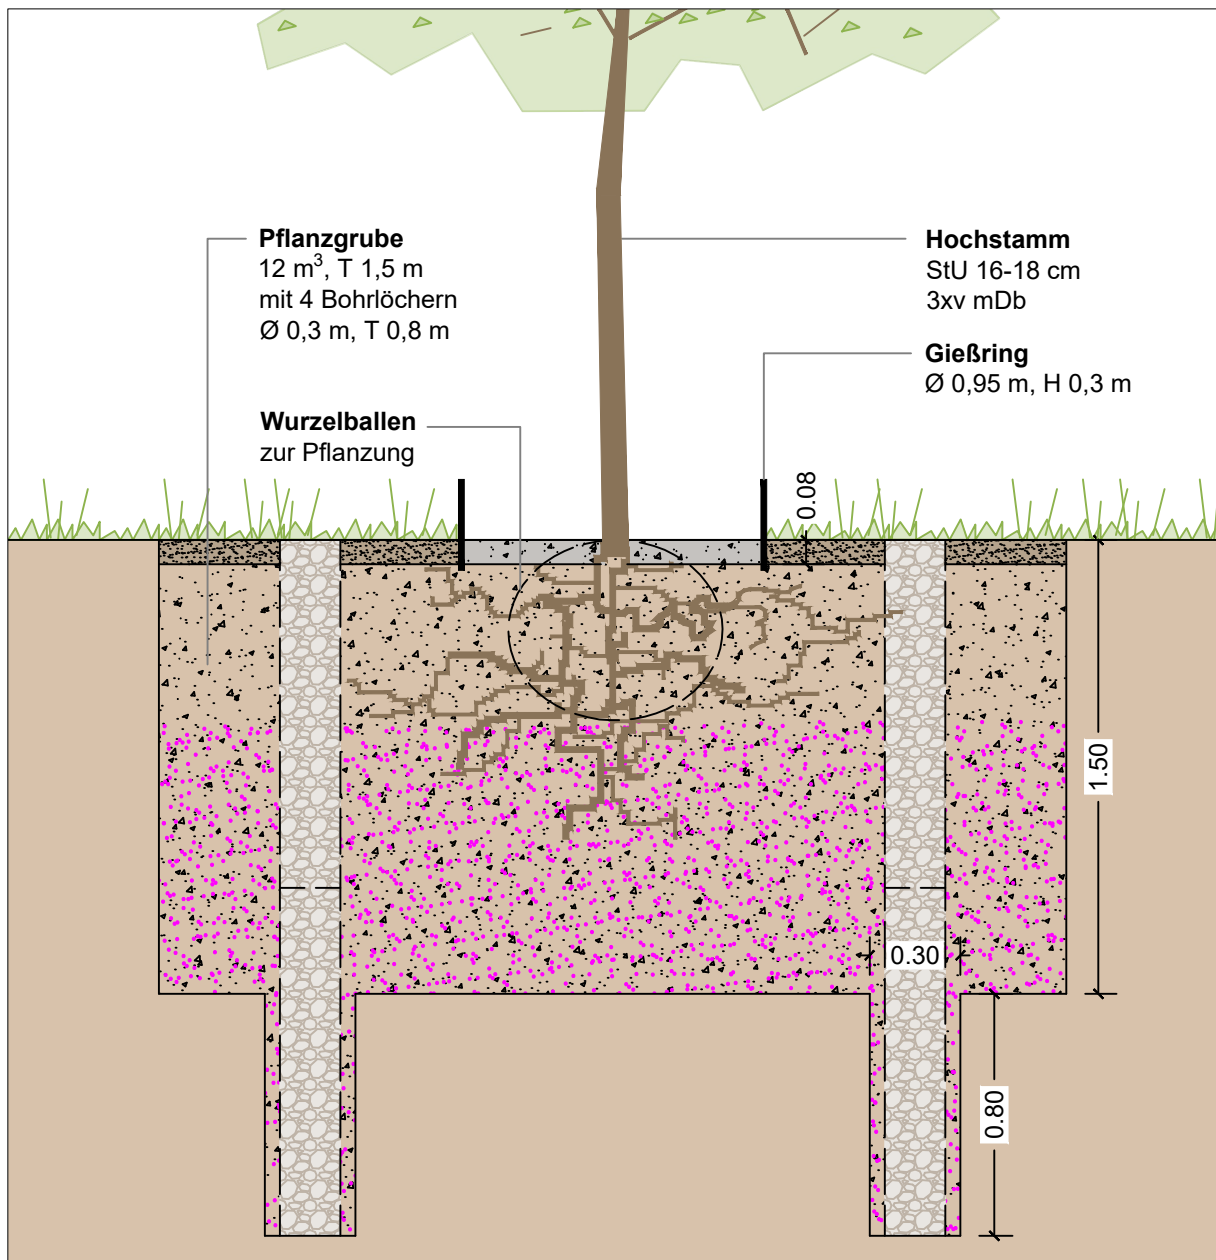 Pflanzgrube
12 m³, T 1,5 m
mit 4 Bohrlöchern
Ø 0,3 m, T 0,8 m
Hochstamm
StU 16-18 cm
3xv mDb
Gießring
Ø 0,95 m, H 0,3 m
Wurzelballen
zur Pflanzung
0.08
1.50
0.30
0.80